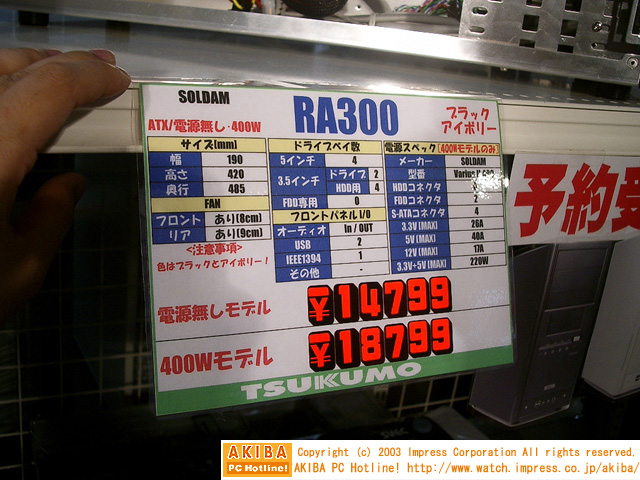 SOLDAM
RA300
ブラック
アイボリー
ATX/電源無し・400W
サイズ(mm)
幅 190
高さ 420
奥行 485
FAN
フロント あり(8cm)
リア あり(9cm)
<注意事項>
色はブラックとアイボリー!
ドライブベイ数
5インチ 4
3.5インチ ドライブ 2
HDD用 4
FDD専用 0
フロントパネルI/O
オーディオ In / OUT
USB 2
IEEE1394 1
その他 -
電源スペック(400Wモデルのみ)
メーカー SOLDAM
型番
HDDコネクタ
FDDコネクタ 2
S-ATAコネクタ 4
3.3V(MAX) 26A
5V(MAX) 40A
12V(MAX) 17A
3.3V+5V(MAX) 220W
電源無しモデル ¥14799
400Wモデル ¥18799
TSUKUMO
予約受
AKIBA
PC Hotline!
Copyright (c) 2003 Impress Corporation All rights reserved.
AKIBA PC Hotline! http://www.watch.impress.co.jp/akiba/